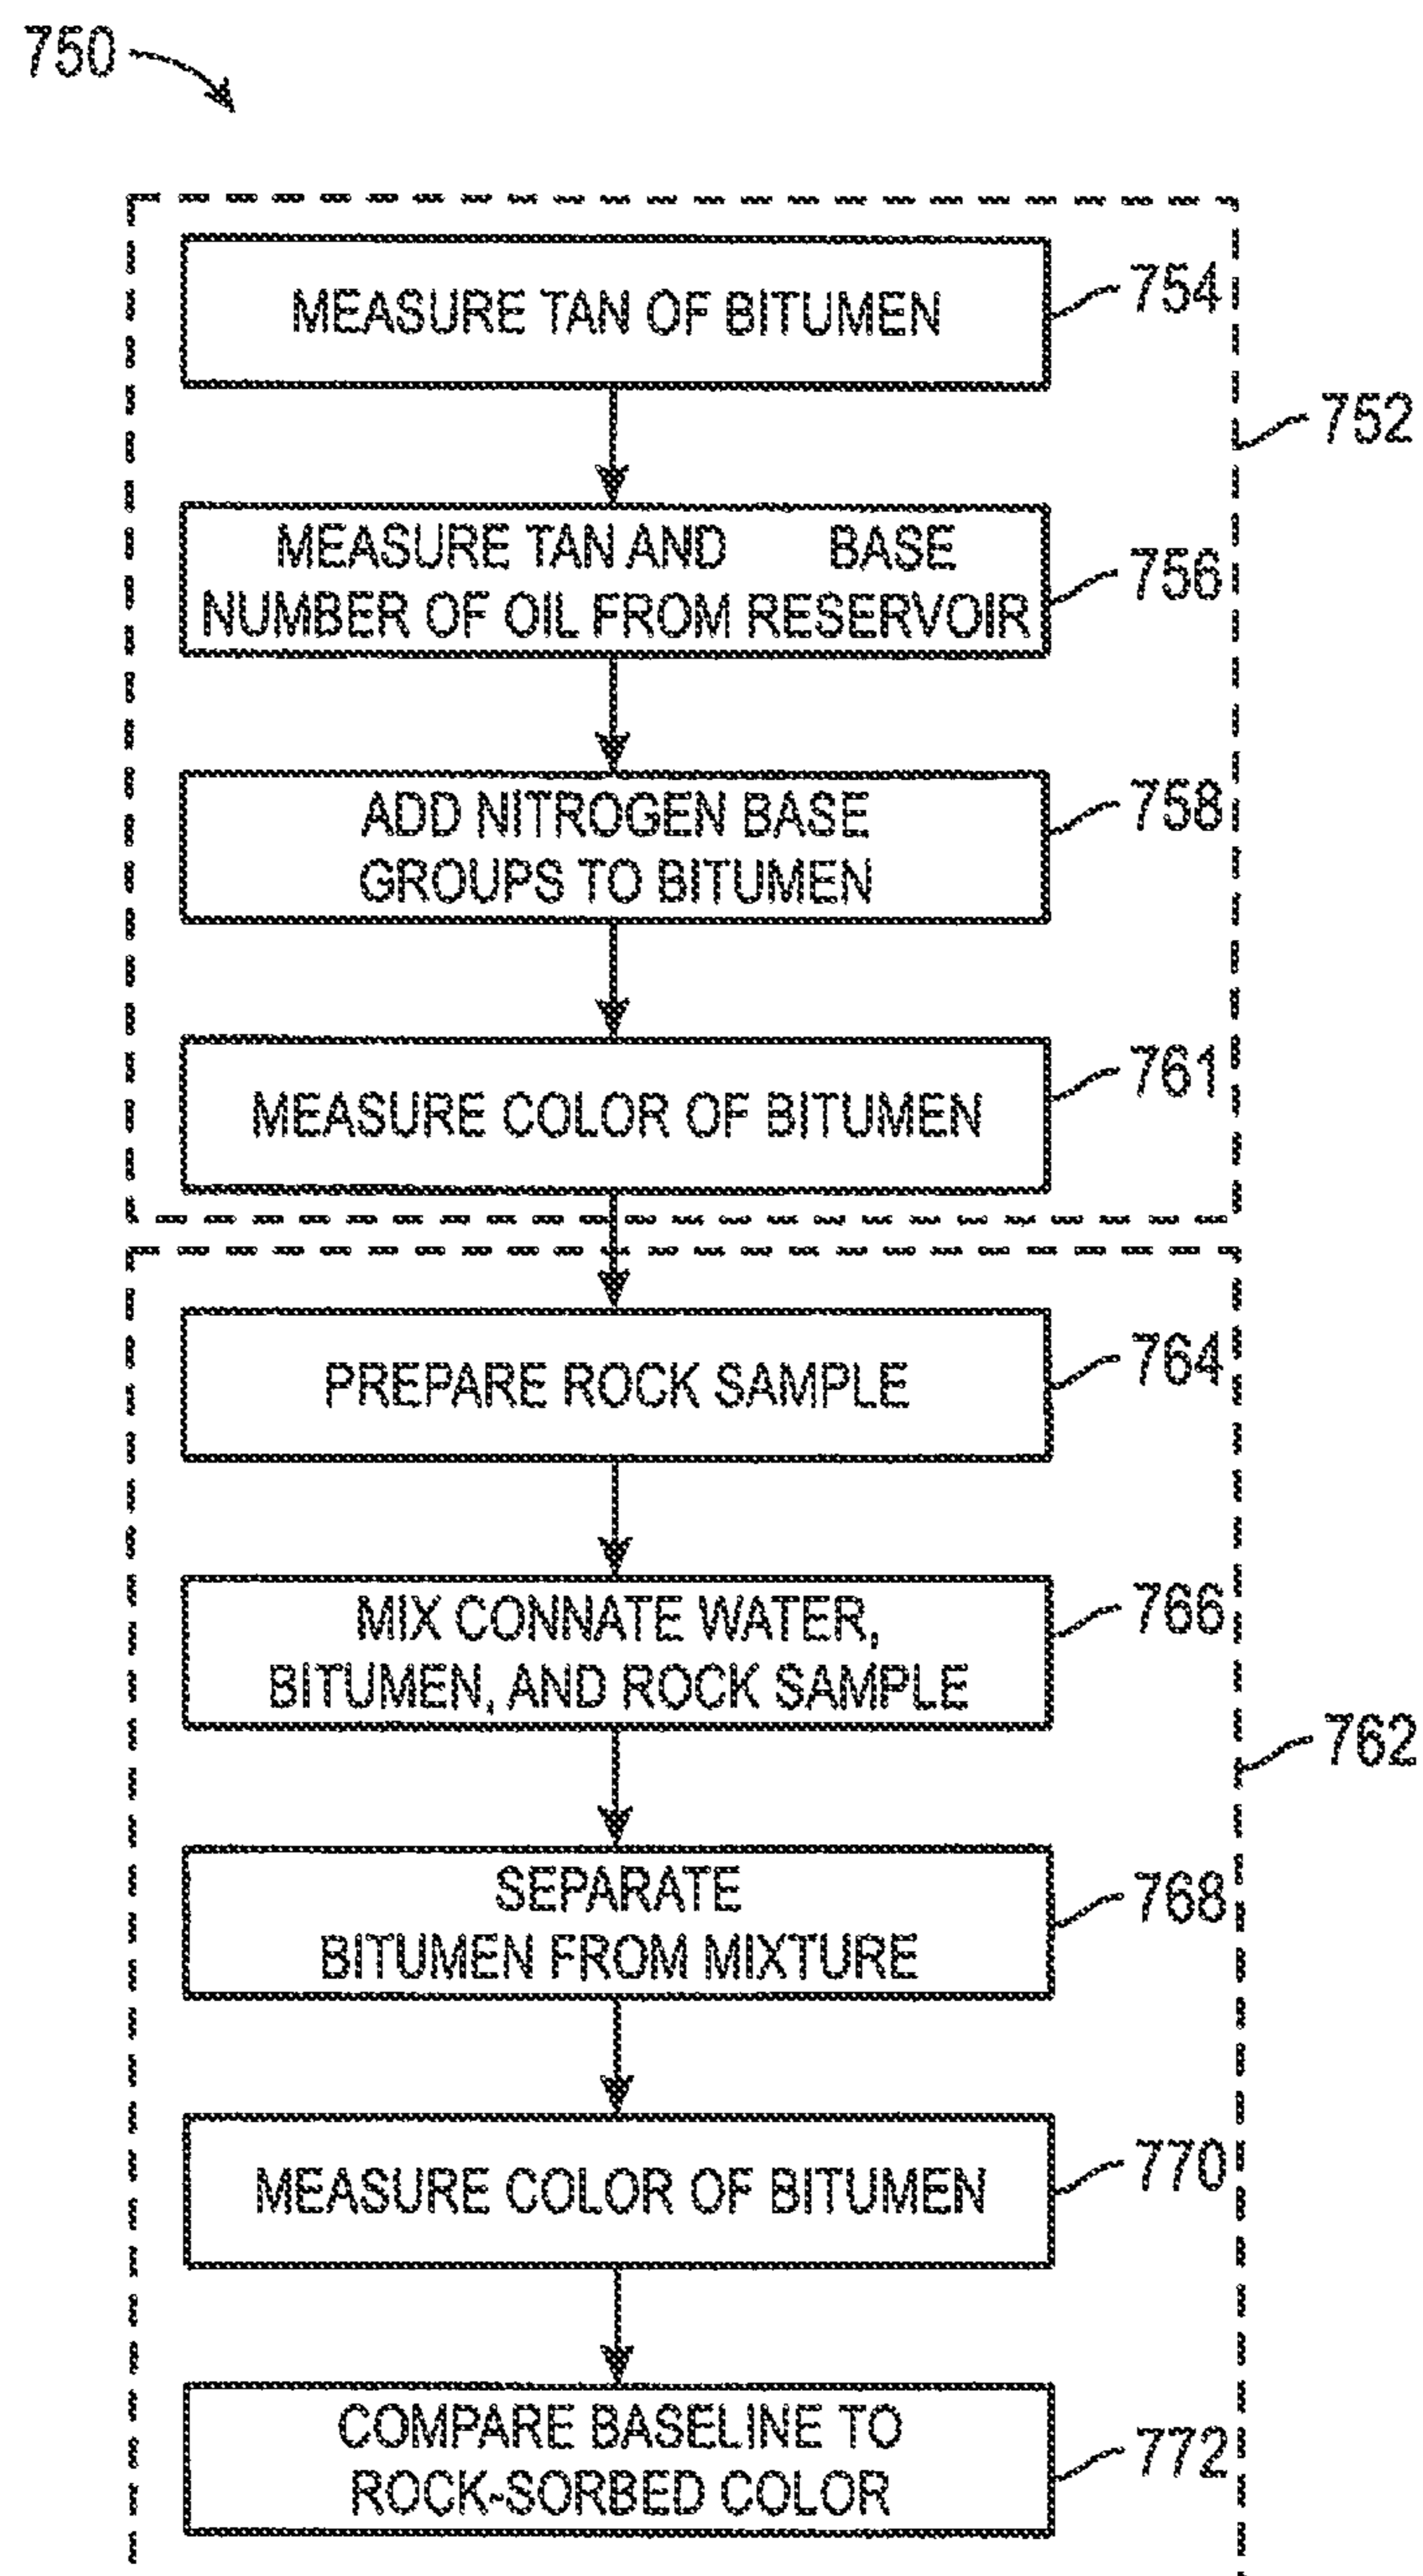 750
MEASURE TAN OF BITUMEN
754
752
MEASURE TAN AND BASE
NUMBER OF OIL FROM RESERVOIR
756
ADD NITROGEN BASE
GROUPS TO BITUMEN
758
MEASURE COLOR OF BITUMEN
761
PREPARE ROCK SAMPLE
764
MIX CONNATE WATER,
BITUMEN, AND ROCK SAMPLE
766
762
SEPARATE
BITUMEN FROM MIXTURE
768
MEASURE COLOR OF BITUMEN
770
COMPARE BASELINE TO
ROCK-SORBED COLOR
772